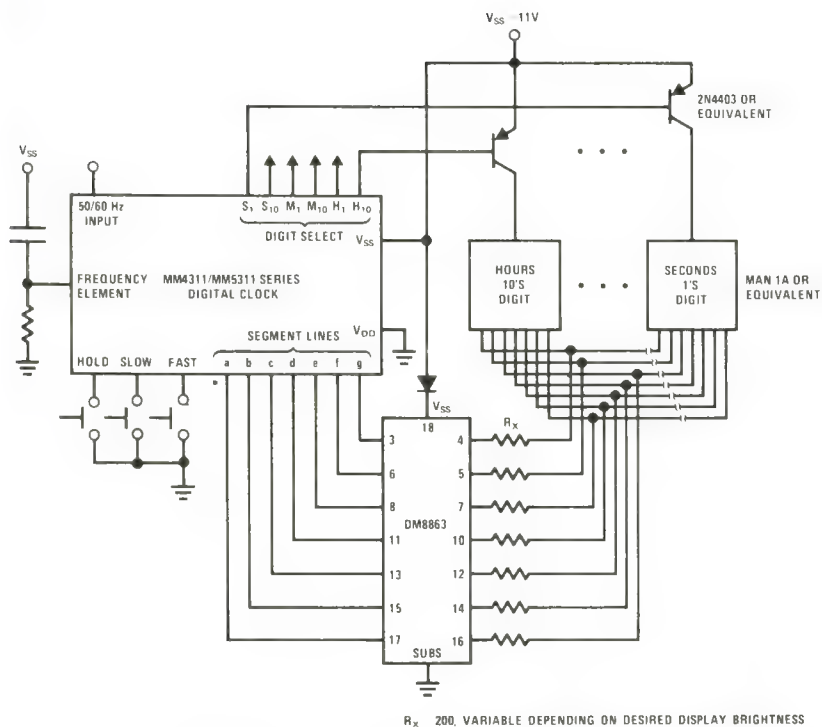 VSS 11V
2N4403 OR
EQUIVALENT
VSS
50/60 Hz
INPUT
S1 S10 M1 M10 H1 H10
DIGIT SELECT
VSS
FREQUENCY
ELEMENT
MM4311/MM5311 SERIES
DIGITAL CLOCK
HOURS
10'S
DIGIT
SECONDS
1'S
DIGIT
MAN 1A OR
EQUIVALENT
SEGMENT LINES
VDD
HOLD SLOW FAST
a b c d e f g
VSS
18
RX
3 4
6 5
8 7
DM8863
11 10
13 12
15 14
17 16
SUBS
RX 200, VARIABLE DEPENDING ON DESIRED DISPLAY BRIGHTNESS